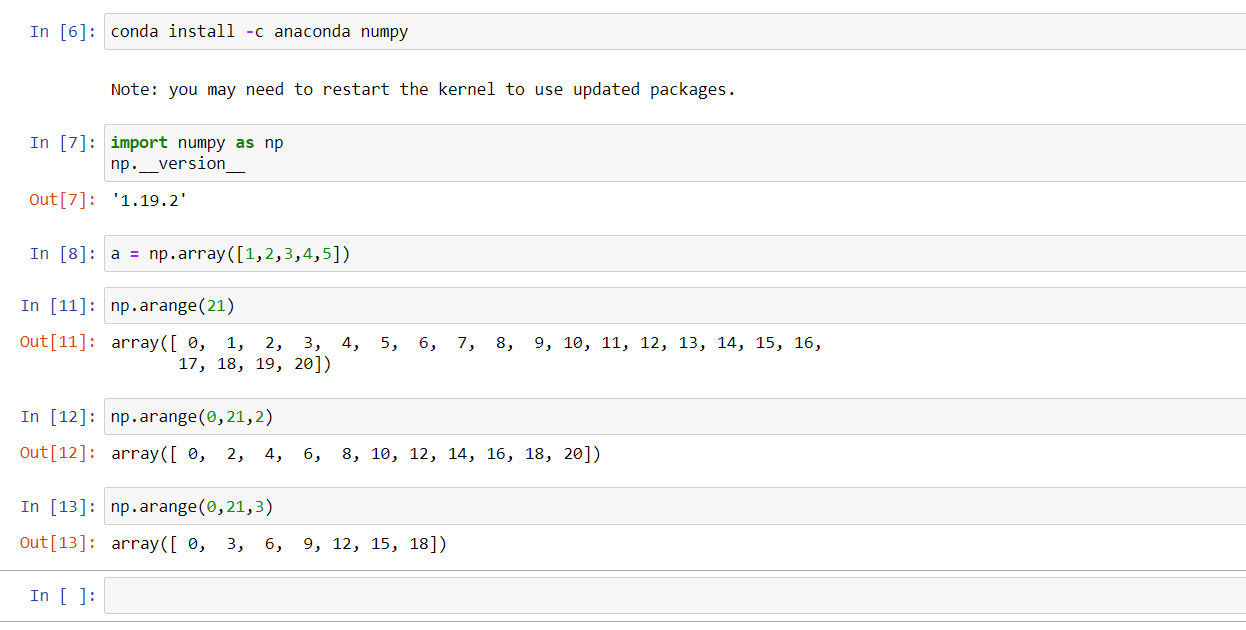 In [6]: conda install -c anaconda numpy
Note: you may need to restart the kernel to use updated packages.
In [7]: import numpy as np
np.__version__
Out[7]: '1.19.2'
In [8]: a = np.array([1,2,3,4,5])
In [11]: np.arange(21)
Out[11]: array([ 0,  1,  2,  3,  4,  5,  6,  7,  8,  9, 10, 11, 12, 13, 14, 15, 16,
17, 18, 19, 20])
In [12]: np.arange(0,21,2)
Out[12]: array([ 0,  2,  4,  6,  8, 10, 12, 14, 16, 18, 20])
In [13]: np.arange(0,21,3)
Out[13]: array([ 0,  3,  6,  9, 12, 15, 18])
In [ ]: